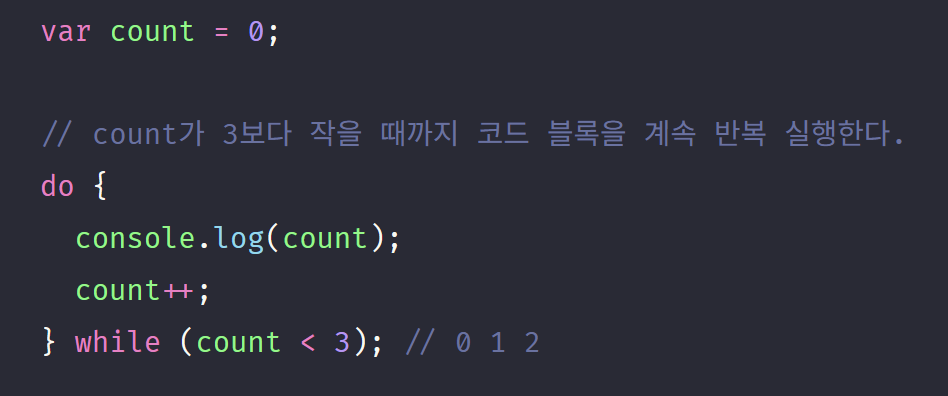 var count = 0;
// count가 3보다 작을 때까지 코드 블록을 계속 반복 실행한다.
do {
  console.log(count);
  count++;
} while (count < 3); // 0 1 2